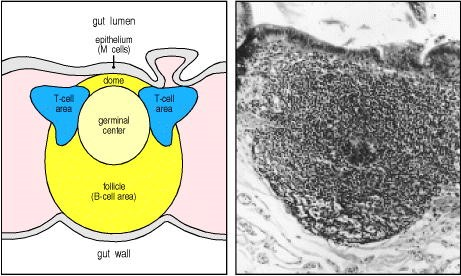 gut lumen
epithelium
(M cells)
dome
T-cell
area
T-cell
area
germinal
center
follicle
(B-cell area)
gut wall